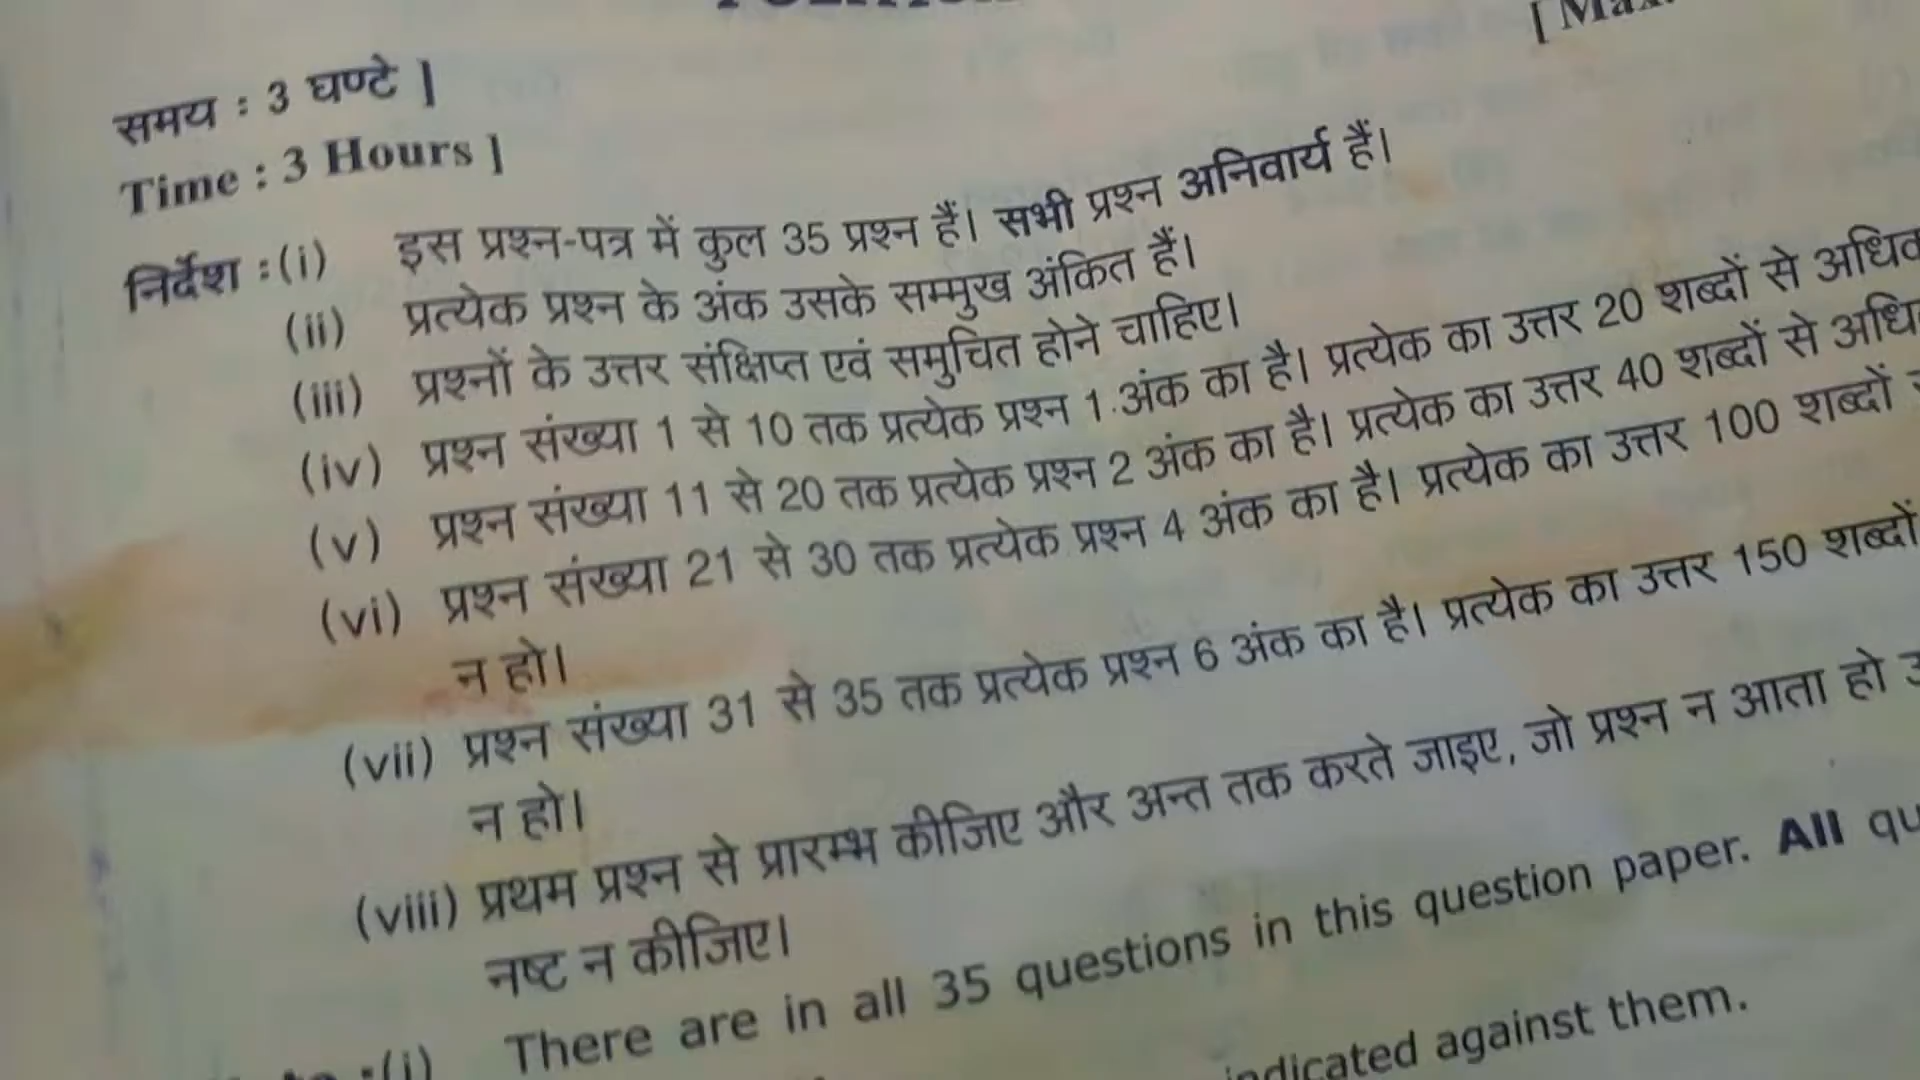 [ Max.
समय : 3 घण्टे ]
Time : 3 Hours ]
निर्देश : (i) इस प्रश्न-पत्र में कुल 35 प्रश्न हैं। सभी प्रश्न अनिवार्य हैं।
(ii) प्रत्येक प्रश्न के अंक उसके सम्मुख अंकित हैं।
(iii) प्रश्नों के उत्तर संक्षिप्त एवं समुचित होने चाहिए।
(iv) प्रश्न संख्या 1 से 10 तक प्रत्येक प्रश्न 1 अंक का है। प्रत्येक का उत्तर 20 शब्दों से
(v) प्रश्न संख्या 11 से 20 तक प्रत्येक प्रश्न 2 अंक का है। प्रत्येक का उत्तर 40 शब्दों से
(vi) प्रश्न संख्या 21 से 30 तक प्रत्येक प्रश्न 4 अंक का है। प्रत्येक का उत्तर 100 शब्दों
न हो।
(vii) प्रश्न संख्या 31 से 35 तक प्रत्येक प्रश्न 6 अंक का है। प्रत्येक का उत्तर 150 शब्दों
न हो।
(viii) प्रथम प्रश्न से प्रारम्भ कीजिए और अन्त तक करते जाइए, जो प्रश्न न आता हो
नष्ट न कीजिए।
(i) There are in all 35 questions in this question paper. All qu
indicated against them.